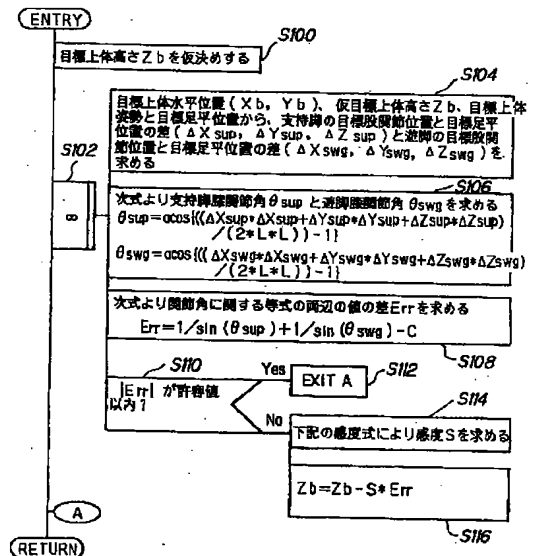 ENTRY
S100
目標上体高さZbを仮決めする
S104
目標上体水平位置(Xb, Yb)、仮目標上体高さZb、目標上体
姿勢と目標足平位置から、支持脚の目標股関節位置と目標足平
位置の差(ΔXsup, ΔYsup, ΔZsup)と遊脚の目標股関
節位置と目標足平位置の差(ΔXswg, ΔYswg, ΔZswg)を
求める
S102
∞
S106
次式より支持脚膝関節角θsupと遊脚膝関節角θswgを求める
θsup=acos{((ΔXsup*ΔXsup+ΔYsup*ΔYsup+ΔZsup*ΔZsup)
/(2*L*L))-1}
θswg=acos{((ΔXswg*ΔXswg+ΔYswg*ΔYswg+ΔZswg*ΔZswg)
/(2*L*L))-1}
次式より関節角に関する等式の両辺の値の差Errを求める
Err=1/sin(θsup)+1/sin(θswg)-C
S108
S110
|Err|が許容値
以内?
Yes
EXIT A
S112
No
S114
下記の感度式により感度Sを求める
Zb=Zb-S*Err
S116
A
RETURN